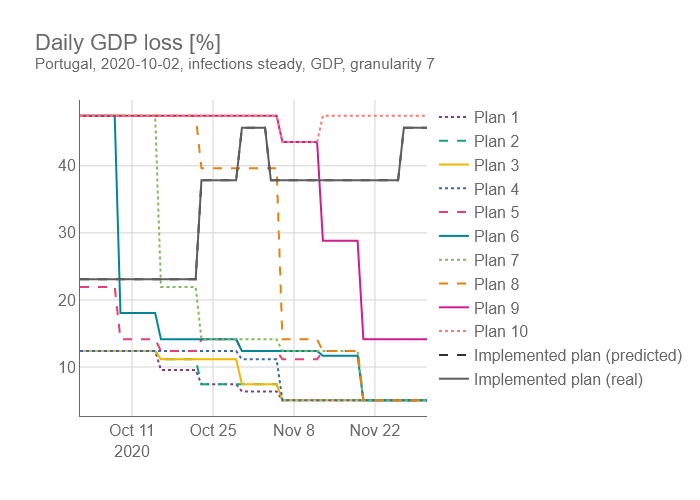 Daily GDP loss [%]
Portugal, 2020-10-02, infections steady, GDP, granularity 7
40
30
20
10
Oct 11
2020
Oct 25
Nov 8
Nov 22
Plan 1
Plan 2
Plan 3
Plan 4
Plan 5
Plan 6
Plan 7
Plan 8
Plan 9
Plan 10
Implemented plan (predicted)
Implemented plan (real)